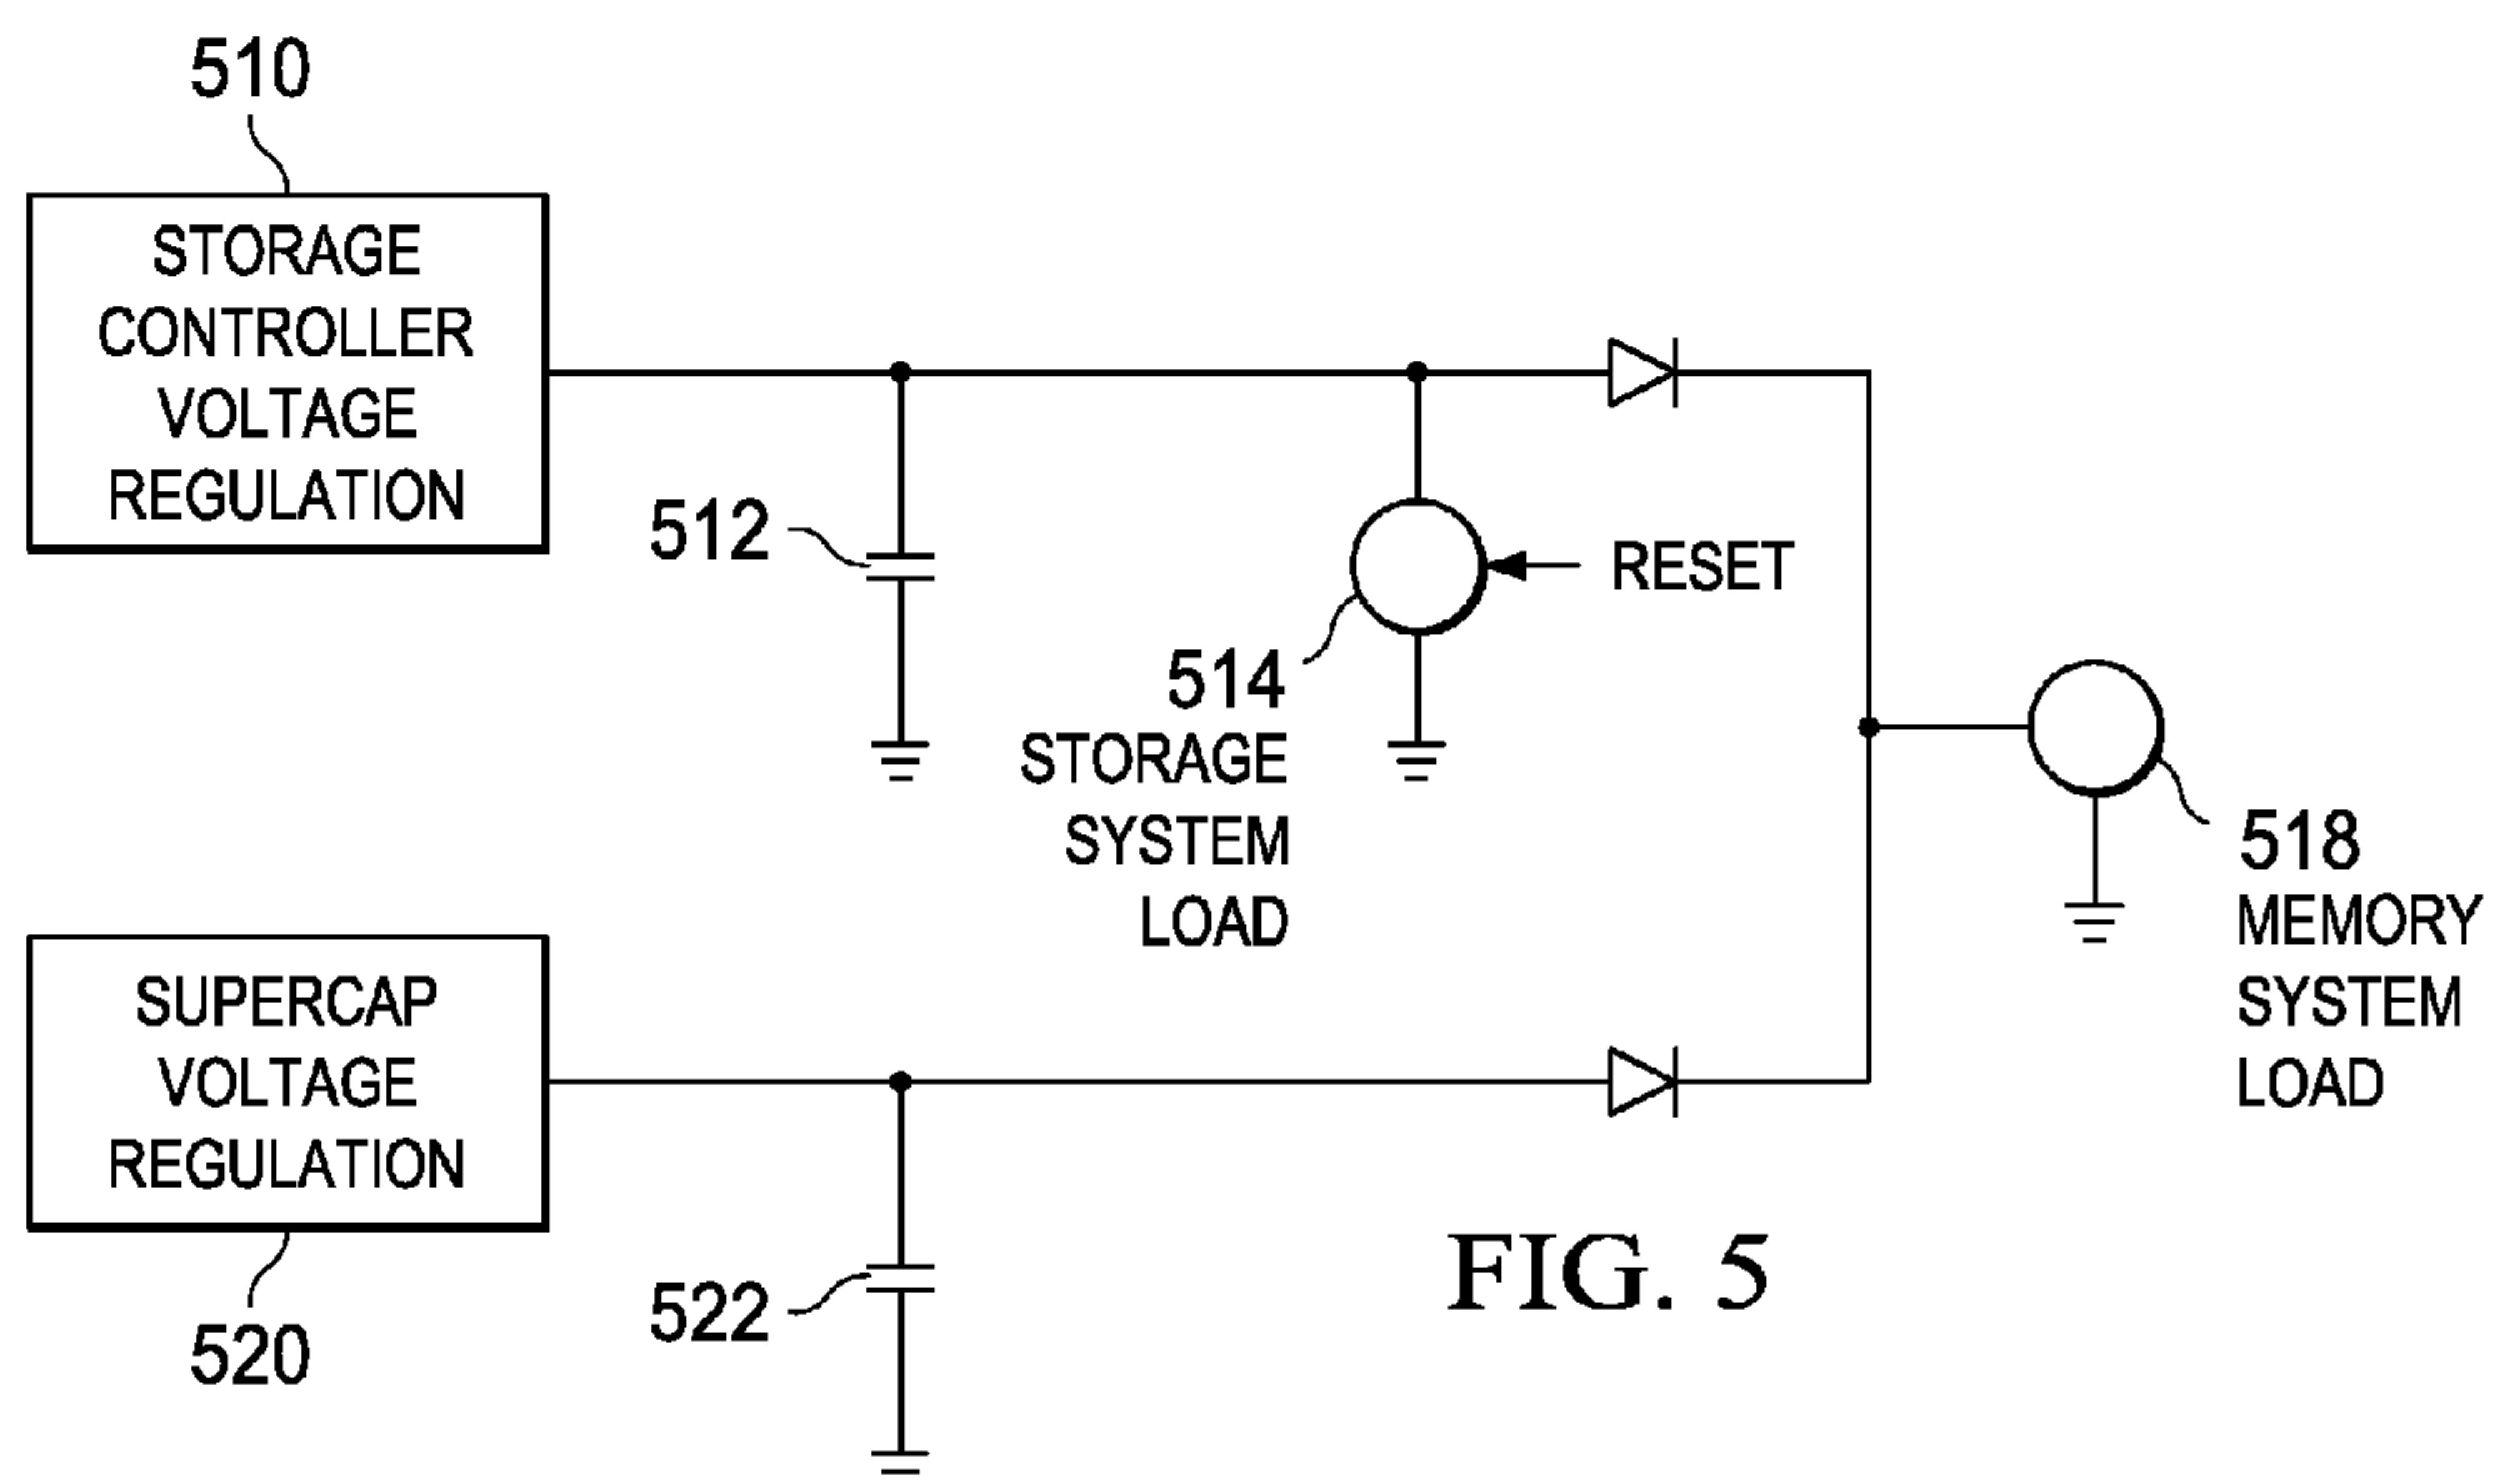 510
STORAGE
CONTROLLER
VOLTAGE
REGULATION
512
RESET
514
STORAGE
SYSTEM
LOAD
518
MEMORY
SYSTEM
LOAD
SUPERCAP
VOLTAGE
REGULATION
520
522
FIG. 5